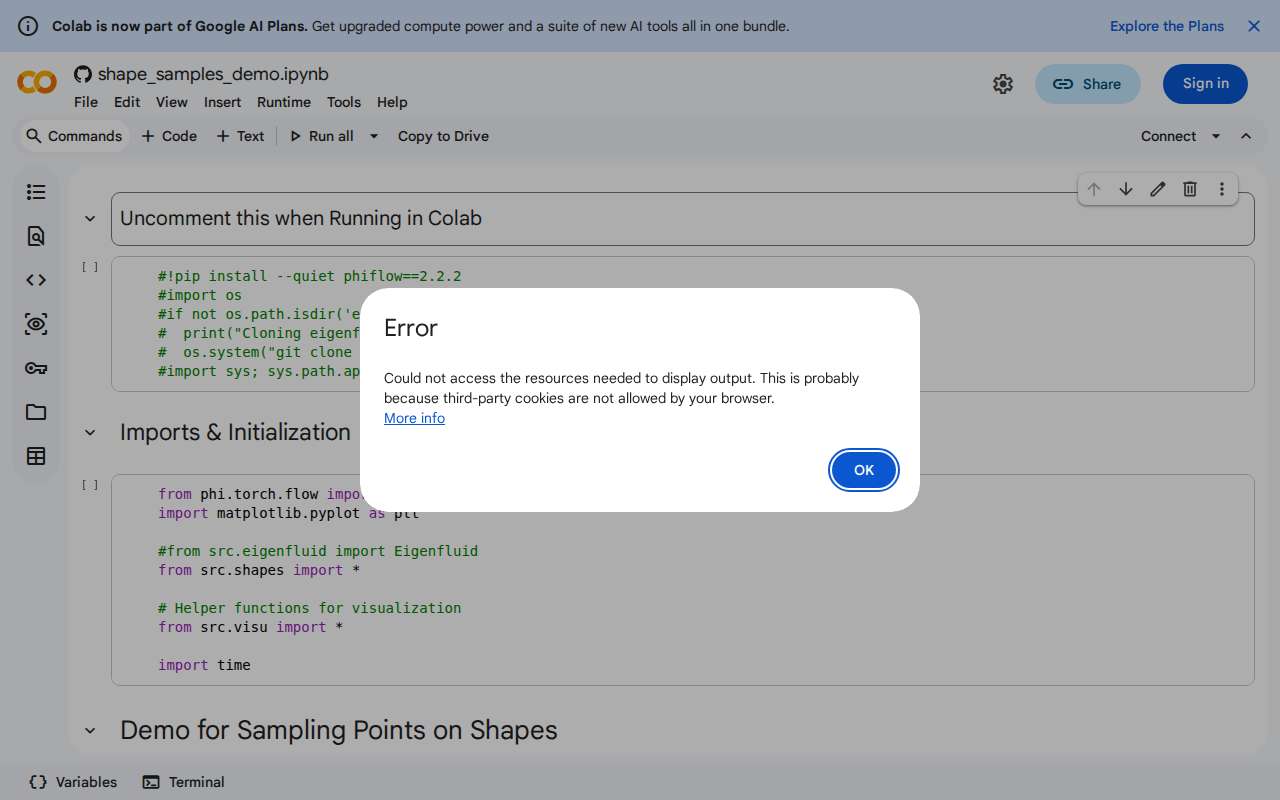 Colab is now part of Google AI Plans. Get upgraded compute power and a suite of new AI tools all in one bundle.
Explore the Plans
shape_samples_demo.ipynb
File Edit View Insert Runtime Tools Help
Share
Sign in
Commands + Code + Text Run all Copy to Drive
Connect
Uncomment this when Running in Colab
[ ]
#!pip install --quiet phiflow==2.2.2
#import os
#if not os.path.isdir('e
#  print("Cloning eigenf
#  os.system("git clone
#import sys; sys.path.ap
Error
Could not access the resources needed to display output. This is probably
because third-party cookies are not allowed by your browser.
More info
OK
Imports & Initialization
[ ]
from phi.torch.flow impo
import matplotlib.pyplot as plt
#from src.eigenfluid import Eigenfluid
from src.shapes import *
# Helper functions for visualization
from src.visu import *
import time
Demo for Sampling Points on Shapes
Variables
Terminal